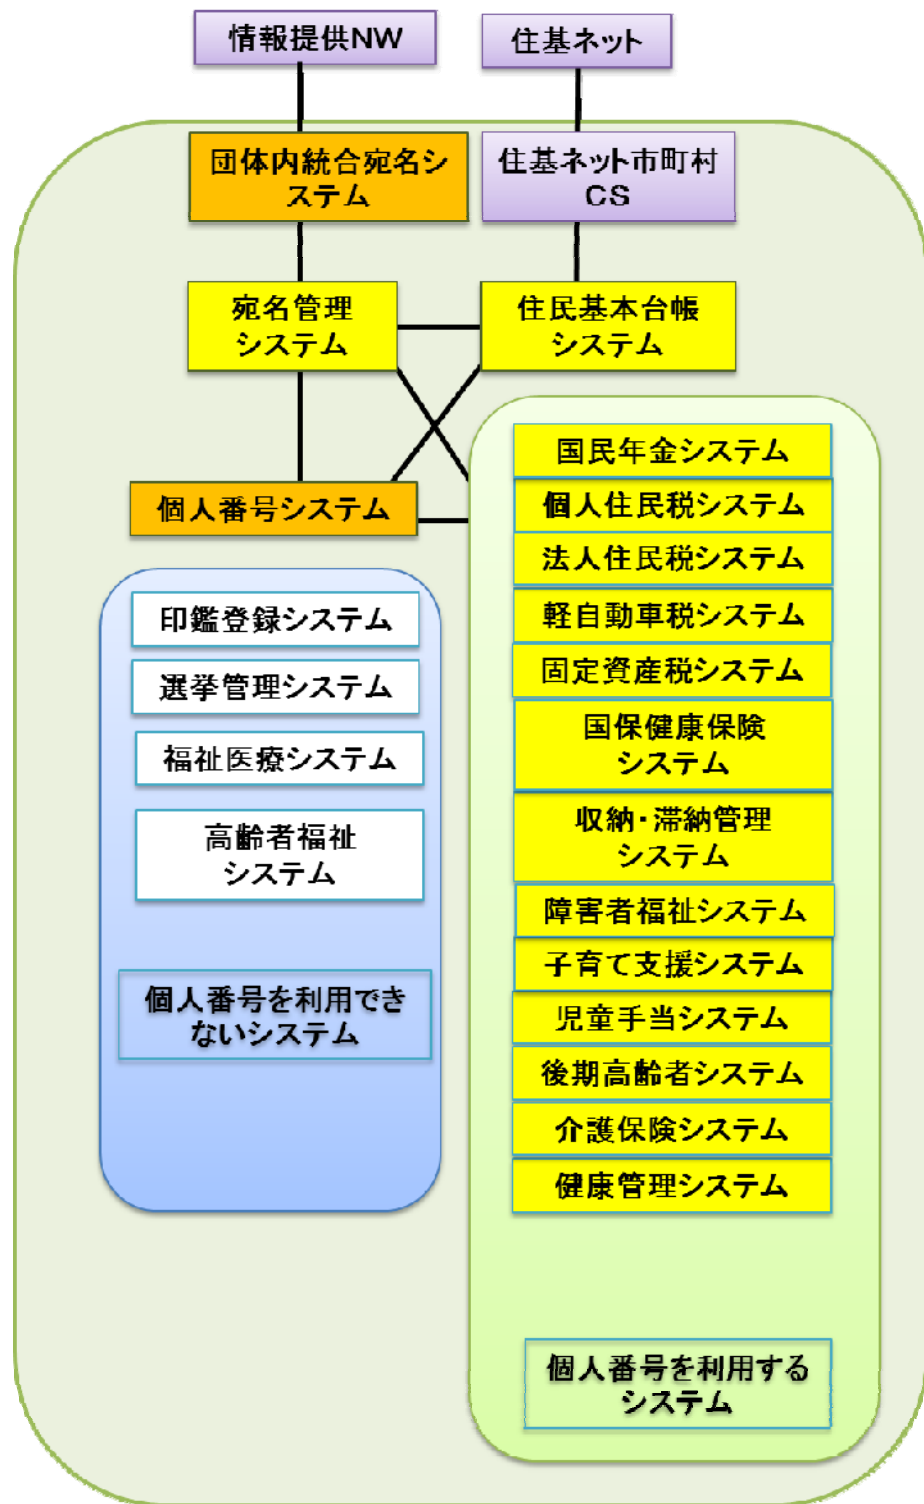 情報提供NW
住基ネット
団体内統合宛名シ
ステム
住基ネット市町村
CS
宛名管理
システム
住民基本台帳
システム
個人番号システム
印鑑登録システム
選挙管理システム
福祉医療システム
高齢者福祉
システム
個人番号を利用でき
ないシステム
国民年金システム
個人住民税システム
法人住民税システム
軽自動車税システム
固定資産税システム
国保健康保険
システム
収納・滞納管理
システム
障害者福祉システム
子育て支援システム
児童手当システム
後期高齢者システム
介護保険システム
健康管理システム
個人番号を利用する
システム